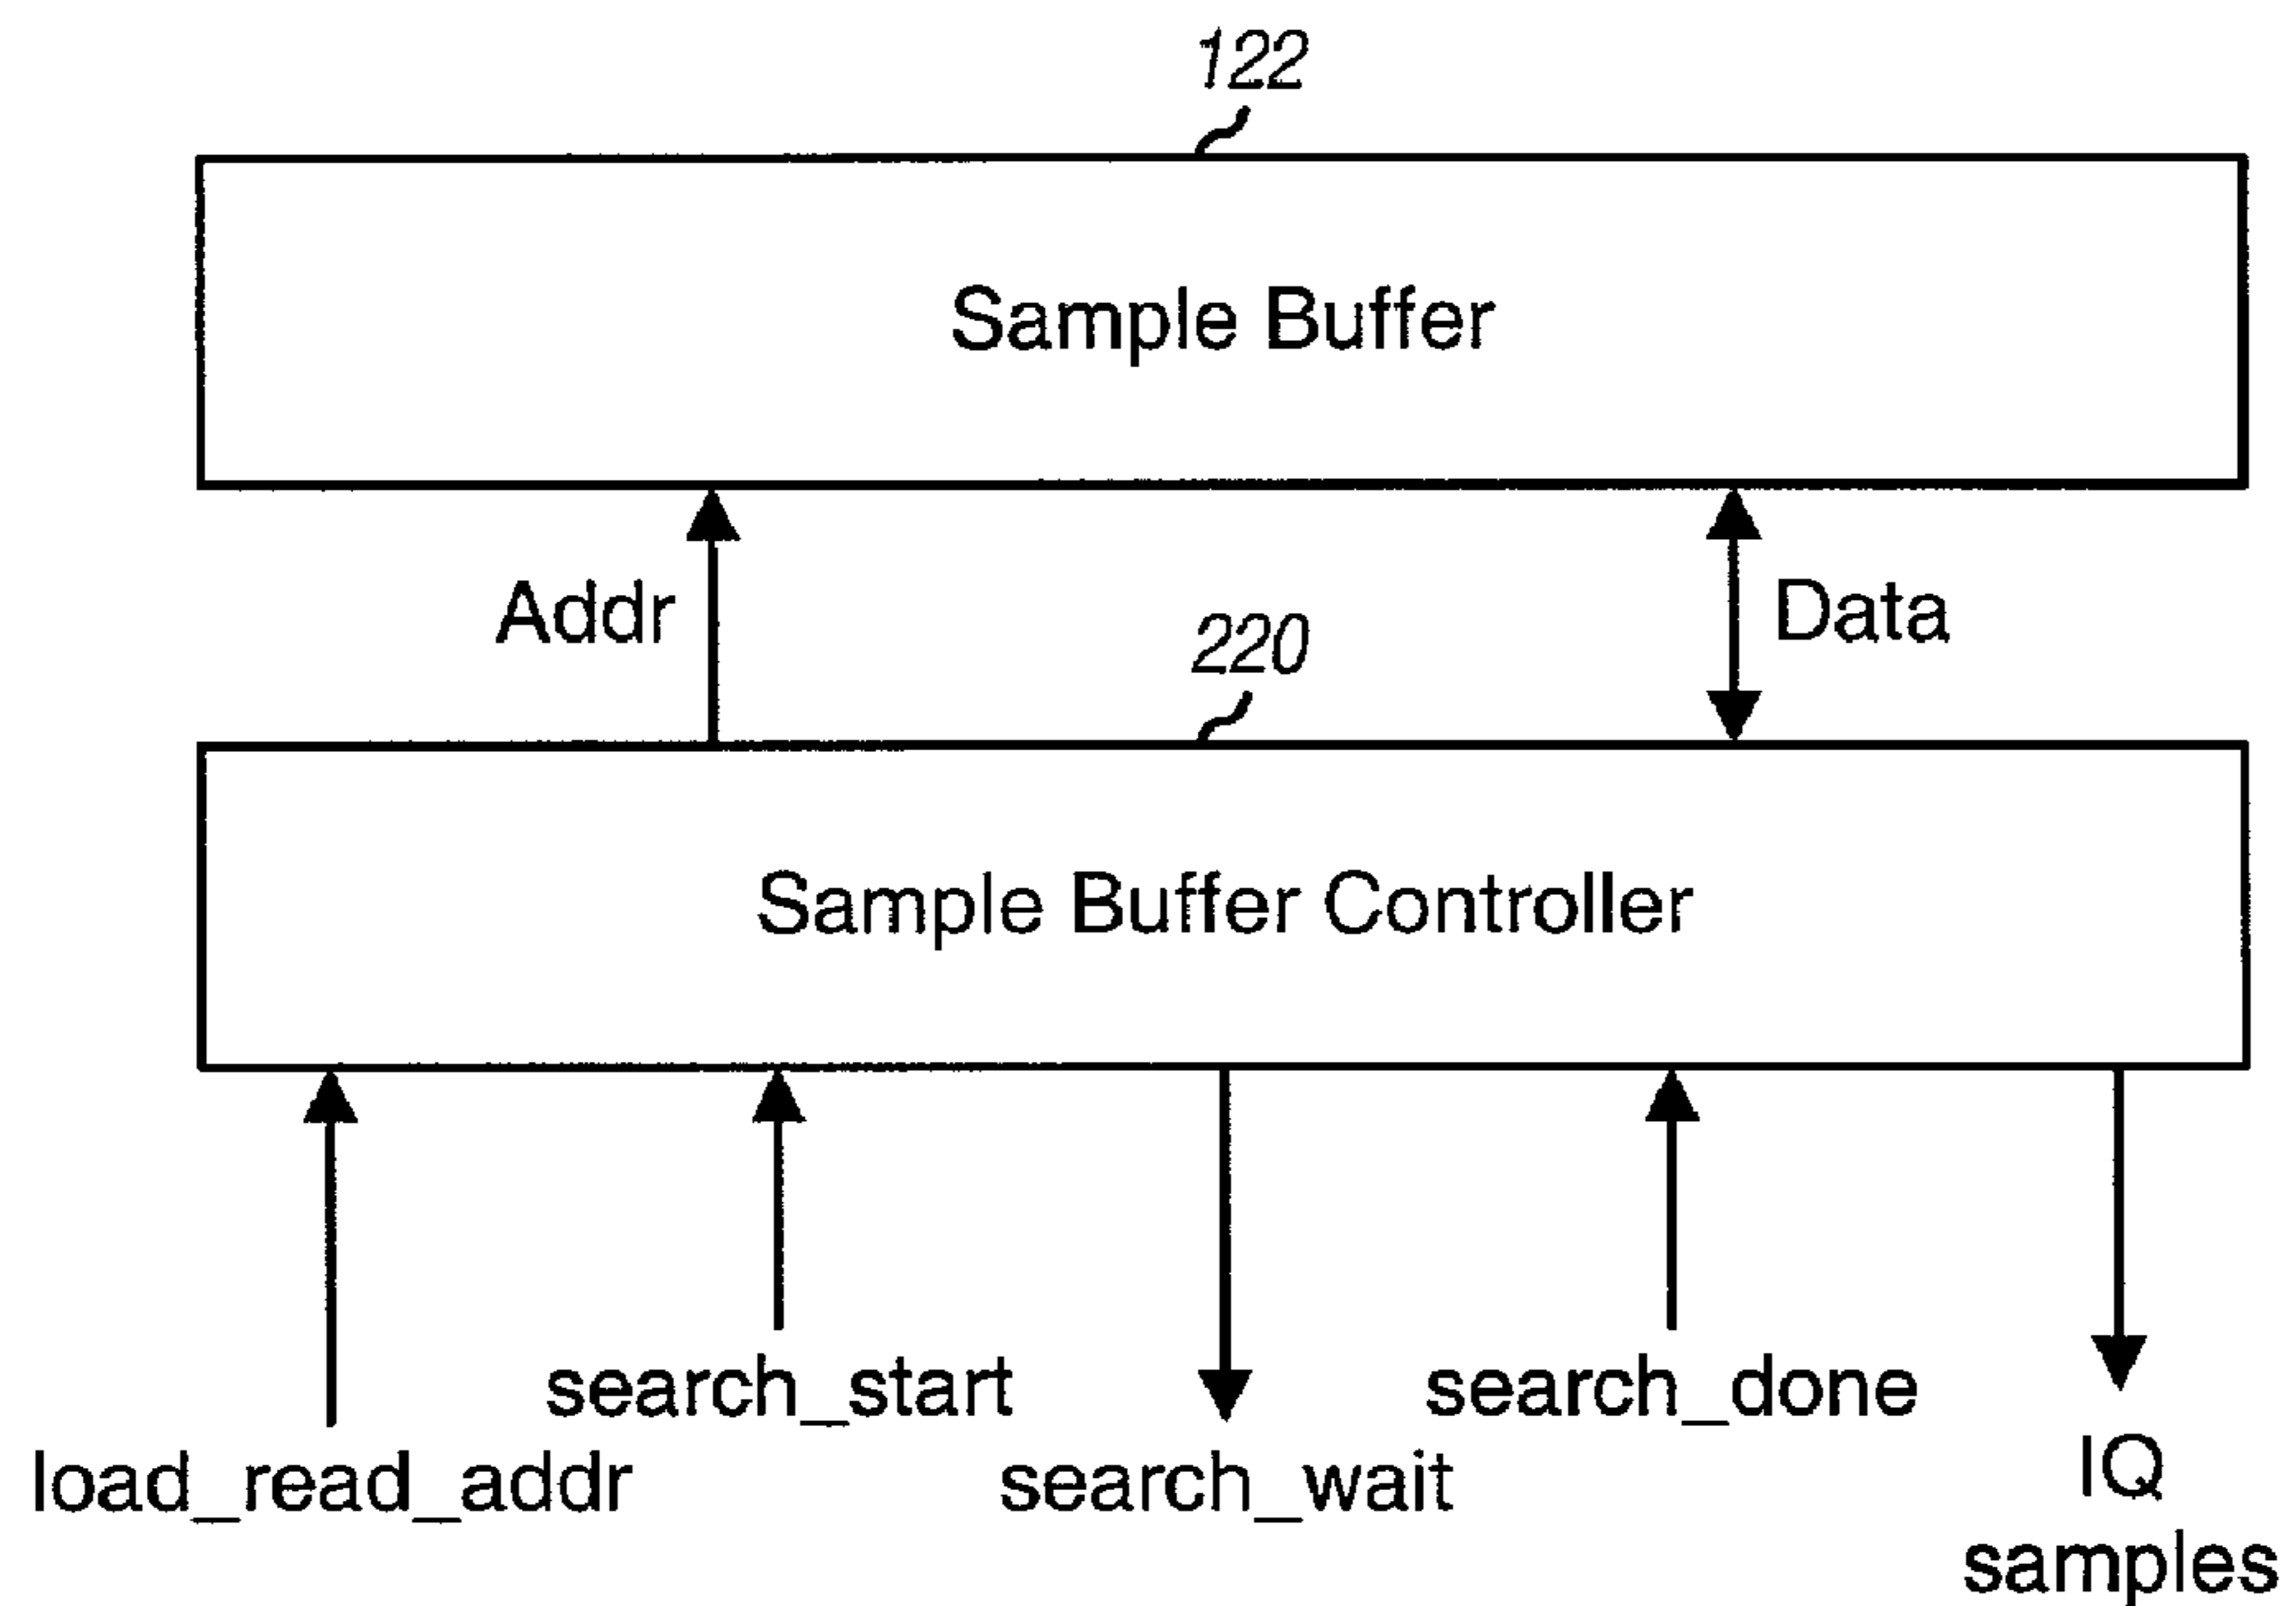 122
Sample Buffer
Addr
Data
220
Sample Buffer Controller
search_start
search_done
load_read_addr
search_wait
IQ
samples